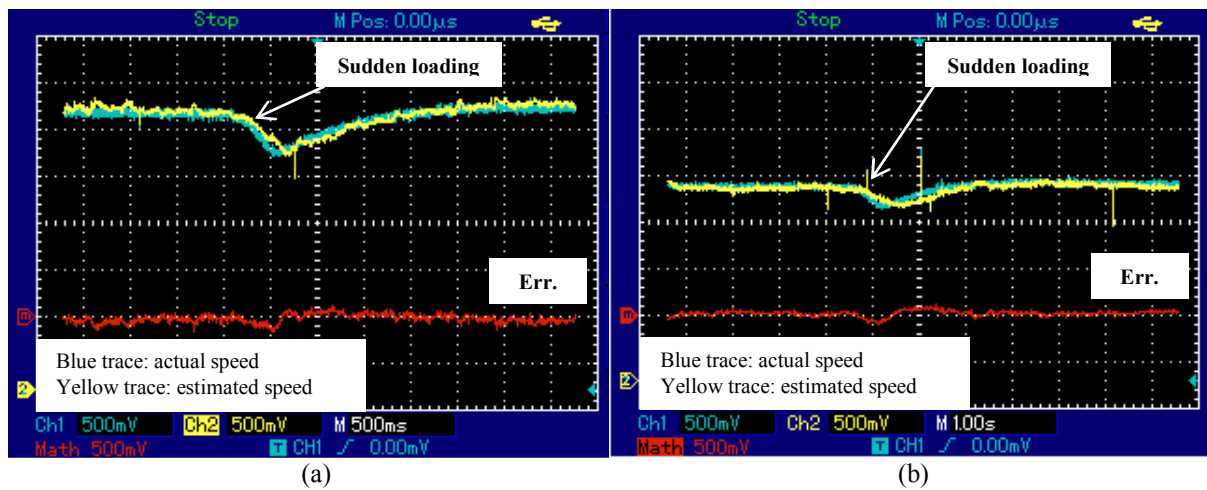 Stop M Pos: 0.00µs
Sudden loading
Err.
m
2
Blue trace: actual speed
Yellow trace: estimated speed
Ch1 500mV Ch2 500mV M 500ms
Math 500mV T CH1 0.00mV
(a)
Stop M Pos: 0.00µs
Sudden loading
Err.
m
2
Blue trace: actual speed
Yellow trace: estimated speed
Ch1 500mV Ch2 500mV M 1.00s
Math 500mV T CH1 0.00mV
(b)